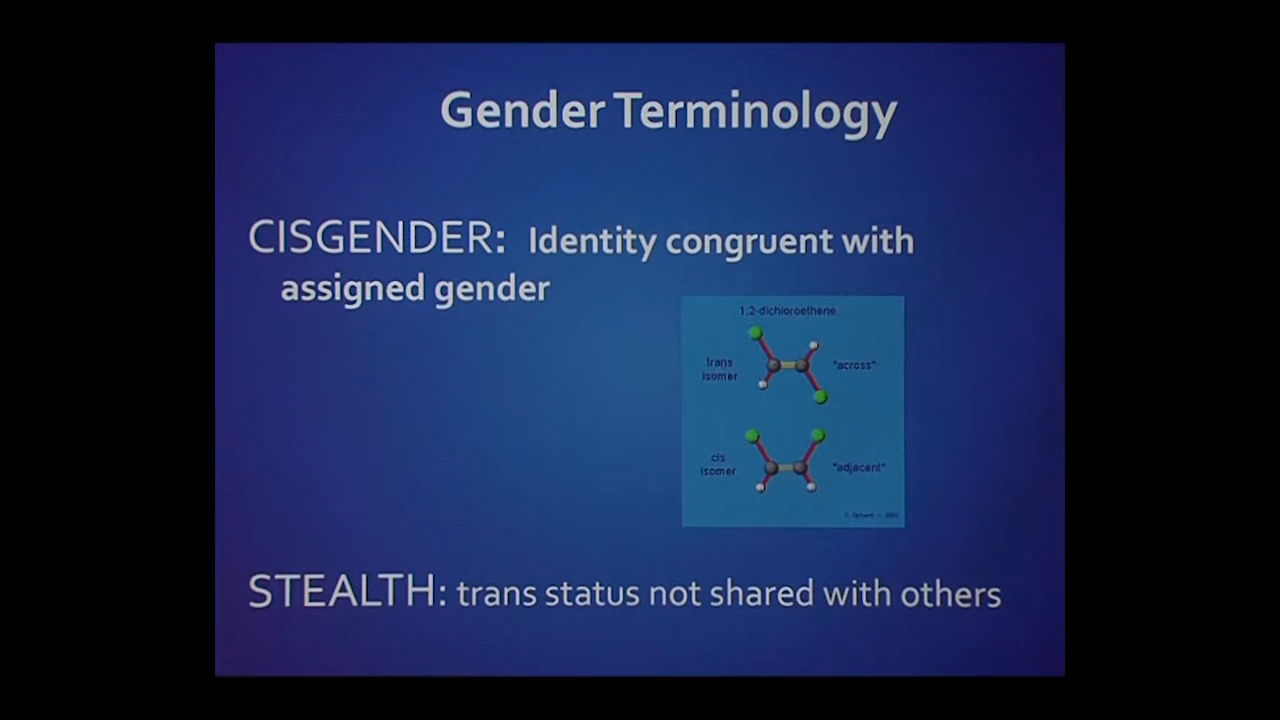 Gender Terminology
CISGENDER: Identity congruent with
assigned gender
1,2-dichloroethene
trans
isomer
"across"
cis
isomer
"adjacent"
STEALTH: trans status not shared with others